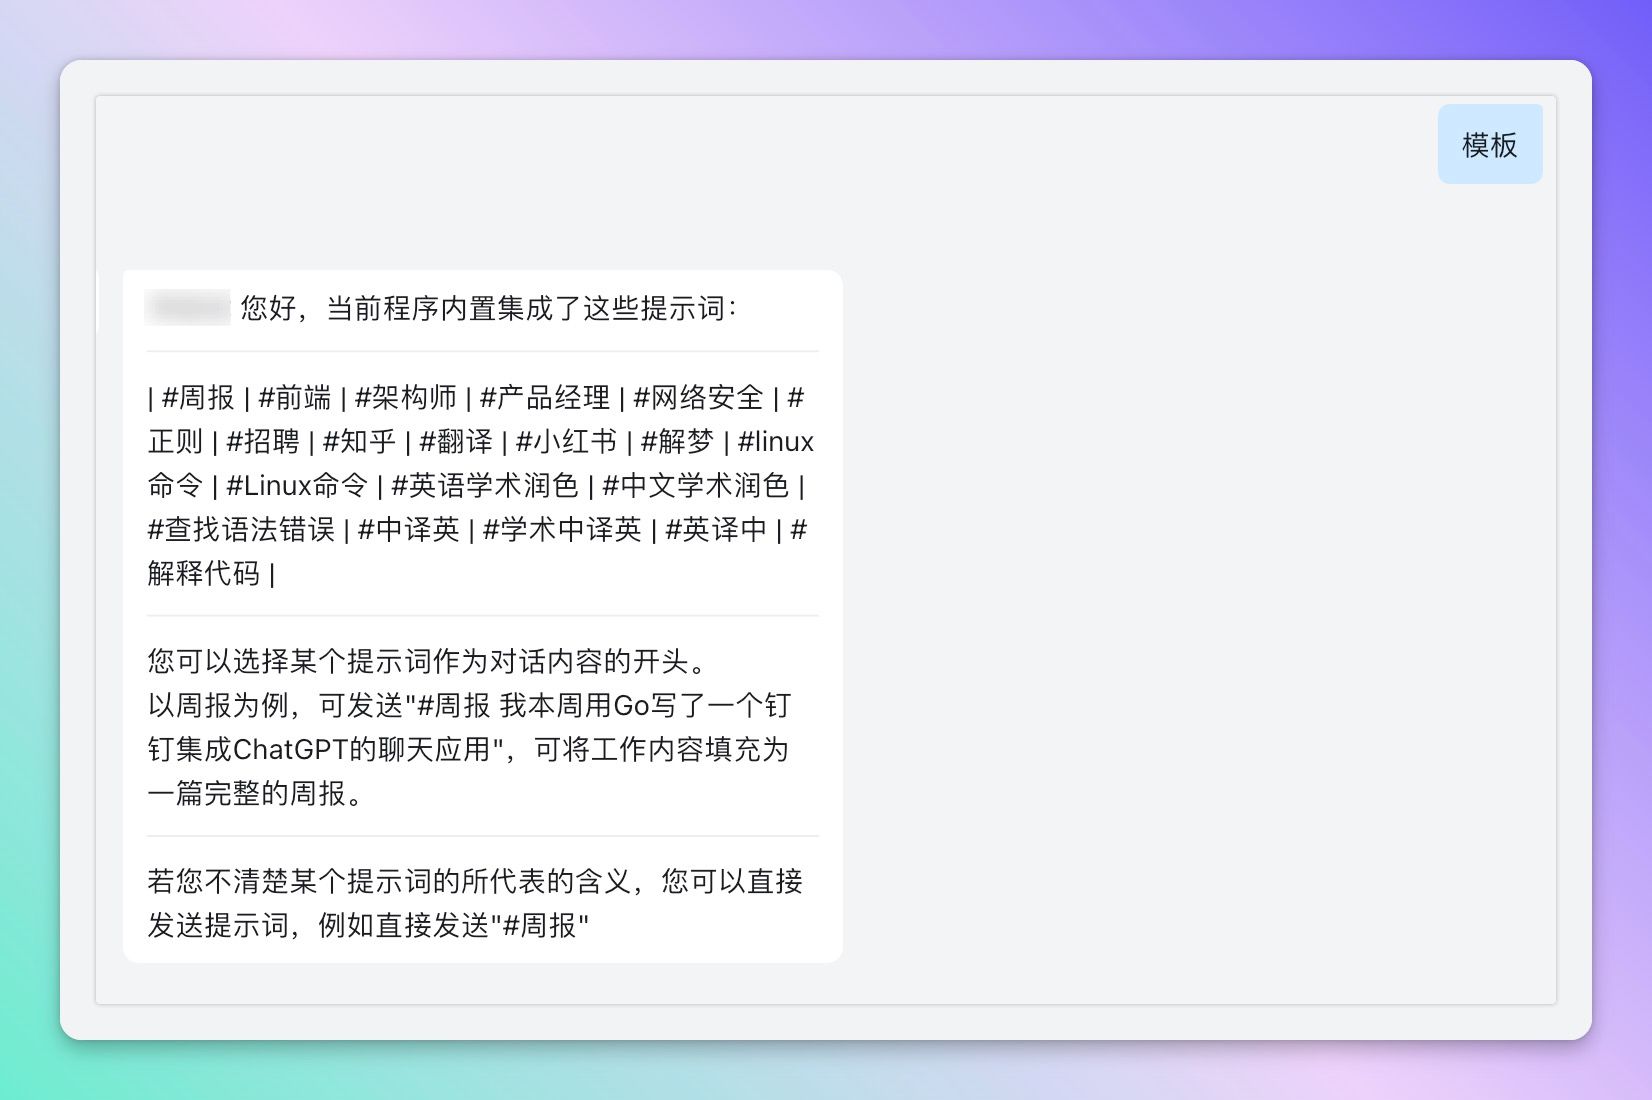 模板
您好，当前程序内置集成了这些提示词：
| #周报 | #前端 | #架构师 | #产品经理 | #网络安全 | #
正则 | #招聘 | #知乎 | #翻译 | #小红书 | #解梦 | #linux
命令 | #Linux命令 | #英语学术润色 | #中文学术润色 |
#查找语法错误 | #中译英 | #学术中译英 | #英译中 | #
解释代码 |
您可以选择某个提示词作为对话内容的开头。
以周报为例，可发送"#周报 我本周用Go写了一个钉
钉集成ChatGPT的聊天应用"，可将工作内容填充为
一篇完整的周报。
若您不清楚某个提示词的所代表的含义，您可以直接
发送提示词，例如直接发送"#周报"